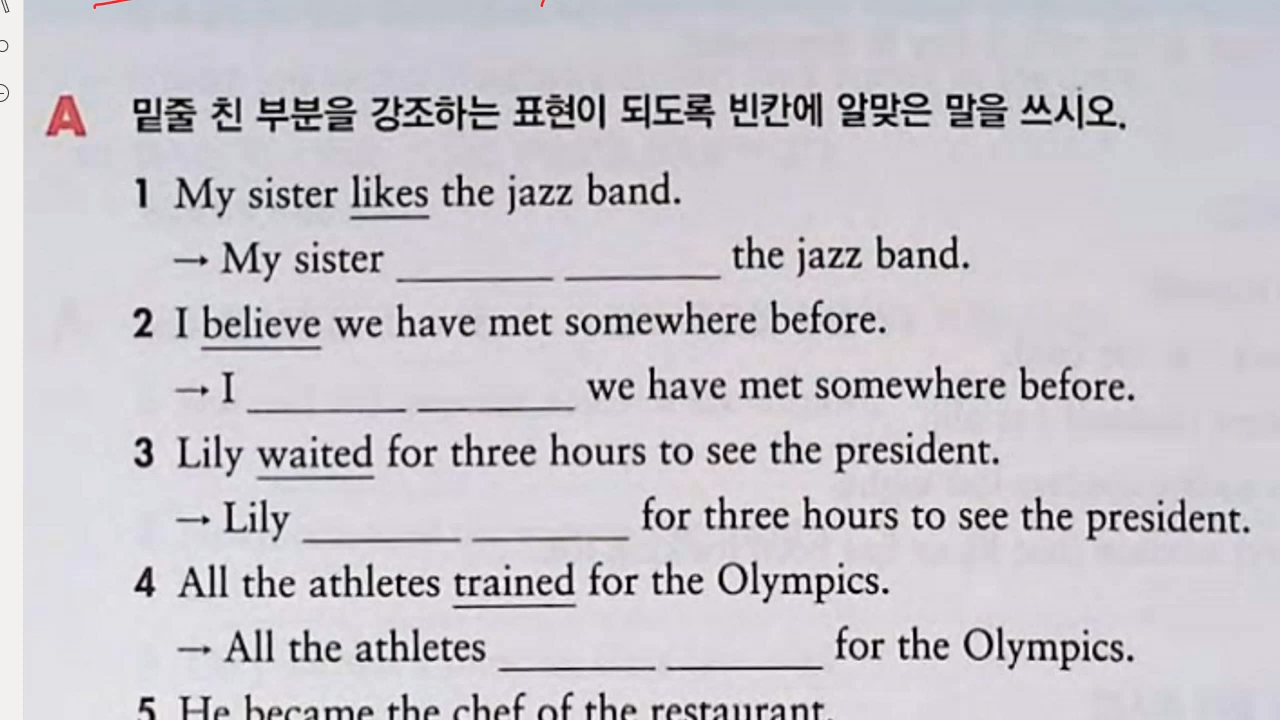 A 밑줄 친 부분을 강조하는 표현이 되도록 빈칸에 알맞은 말을 쓰시오.
1 My sister likes the jazz band.
→ My sister ________ ________ the jazz band.
2 I believe we have met somewhere before.
→ I ________ ________ we have met somewhere before.
3 Lily waited for three hours to see the president.
→ Lily ________ ________ for three hours to see the president.
4 All the athletes trained for the Olympics.
→ All the athletes ________ ________ for the Olympics.
5 He became the chef of the restaurant.